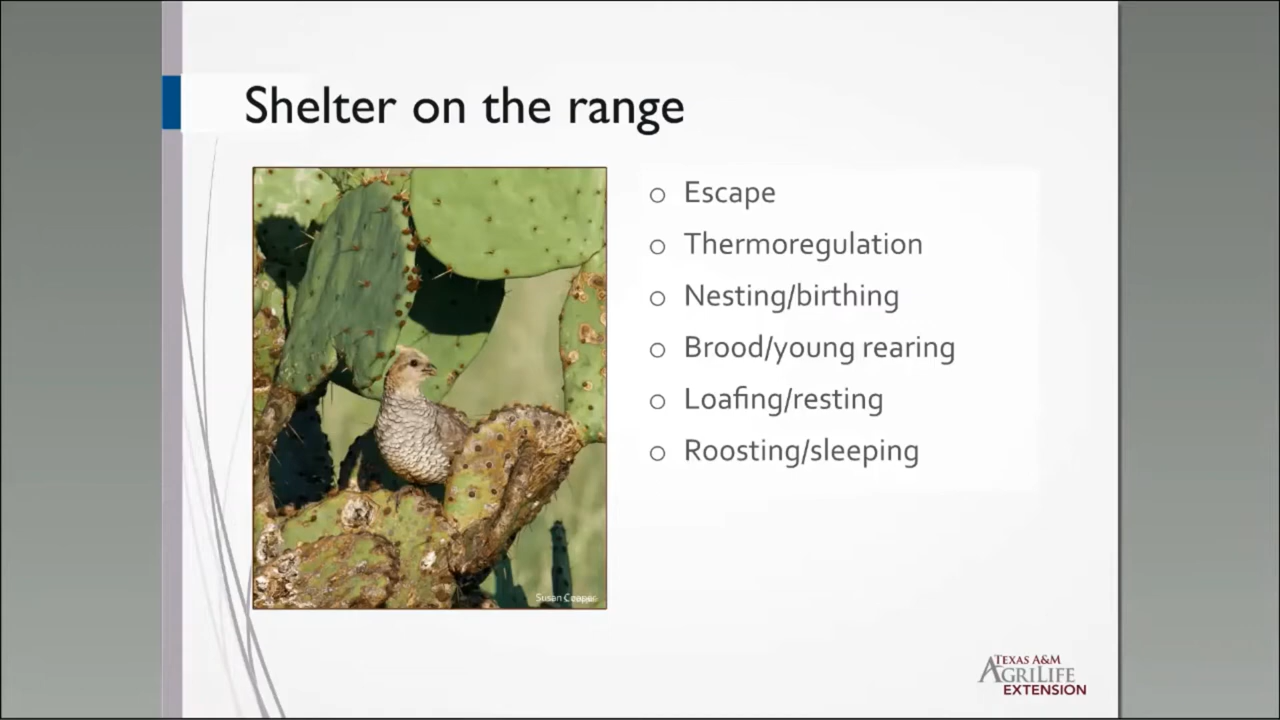 Shelter on the range
o Escape
o Thermoregulation
o Nesting/birthing
o Brood/young rearing
o Loafing/resting
o Roosting/sleeping
Susan Cooper
TEXAS A&M
AGRILIFE
EXTENSION